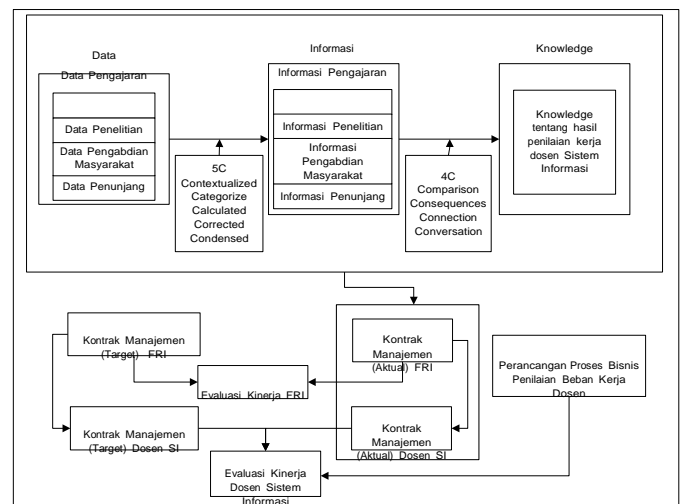 Data
Informasi
Knowledge
Data Pengajaran
Data Penelitian
Data Pengabdian
Masyarakat
Data Penunjang
5C
Contextualized
Categorize
Calculated
Corrected
Condensed
Informasi Pengajaran
Informasi Penelitian
Informasi
Pengabdian
Masyarakat
Informasi Penunjang
4C
Comparison
Consequences
Connection
Conversation
Knowledge
tentang hasil
penilaian kerja
dosen Sistem
Informasi
Kontrak Manajemen
(Target) FRI
Evaluasi Kinerja FRI
Kontrak
Manajemen
(Aktual) FRI
Perancangan Proses Bisnis
Penilaian Beban Kerja
Dosen
Kontrak Manajemen
(Target) Dosen SI
Kontrak
Manajemen
(Aktual) Dosen SI
Evaluasi Kinerja
Dosen Sistem
Informasi